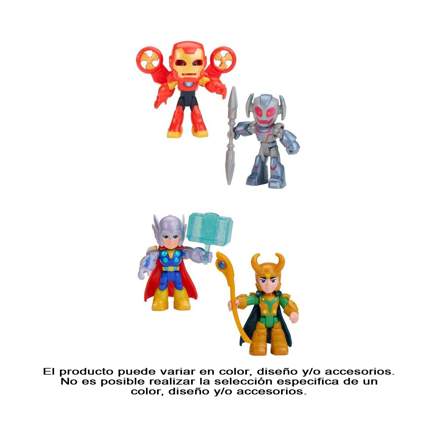 El producto puede variar en color, diseño y/o accesorios.
No es posible realizar la selección especifica de un
color, diseño y/o accesorios.